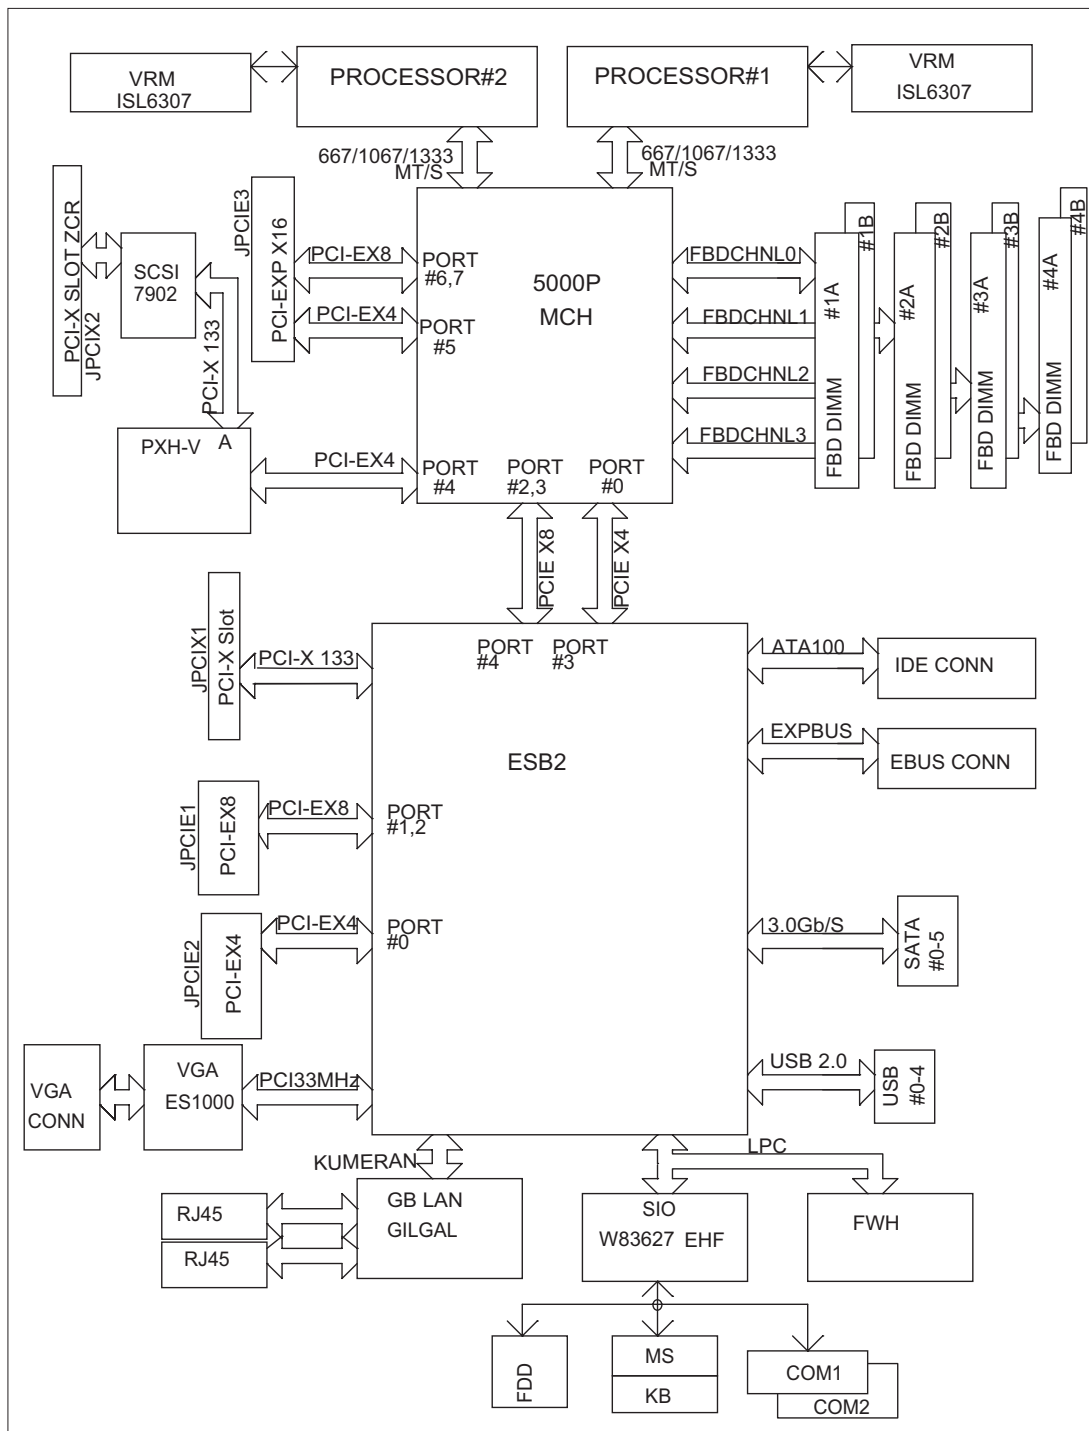 VRM
ISL6307
PROCESSOR#2
PROCESSOR#1
VRM
ISL6307
667/1067/1333
MT/S
667/1067/1333
MT/S
PCI-X SLOT ZCR
JPCIX2
SCSI
7902
PCI-X 133
JPCIE3
PCI-EXP X16
PCI-EX8
PORT
#6,7
PCI-EX4
PORT
#5
5000P
MCH
FBDCHNL0
FBDCHNL1
FBDCHNL2
FBDCHNL3
#1B
#1A
FBD DIMM
#2B
#2A
FBD DIMM
#3B
#3A
FBD DIMM
#4B
#4A
FBD DIMM
PXH-V
A
PCI-EX4
PORT
#4
PORT
#2,3
PORT
#0
PCIE X8
PCIE X4
JPCIX1
PCI-X Slot
PCI-X 133
PORT
#4
PORT
#3
ATA100
IDE CONN
ESB2
EXPBUS
EBUS CONN
JPCIE1
PCI-EX8
PCI-EX8
PORT
#1,2
JPCIE2
PCI-EX4
PCI-EX4
PORT
#0
3.0Gb/S
SATA
#0-5
VGA
CONN
VGA
ES1000
PCI33MHz
USB 2.0
USB
#0-4
KUMERAN
LPC
RJ45
RJ45
GB LAN
GILGAL
SIO
W83627 EHF
FWH
FDD
MS
KB
COM1
COM2